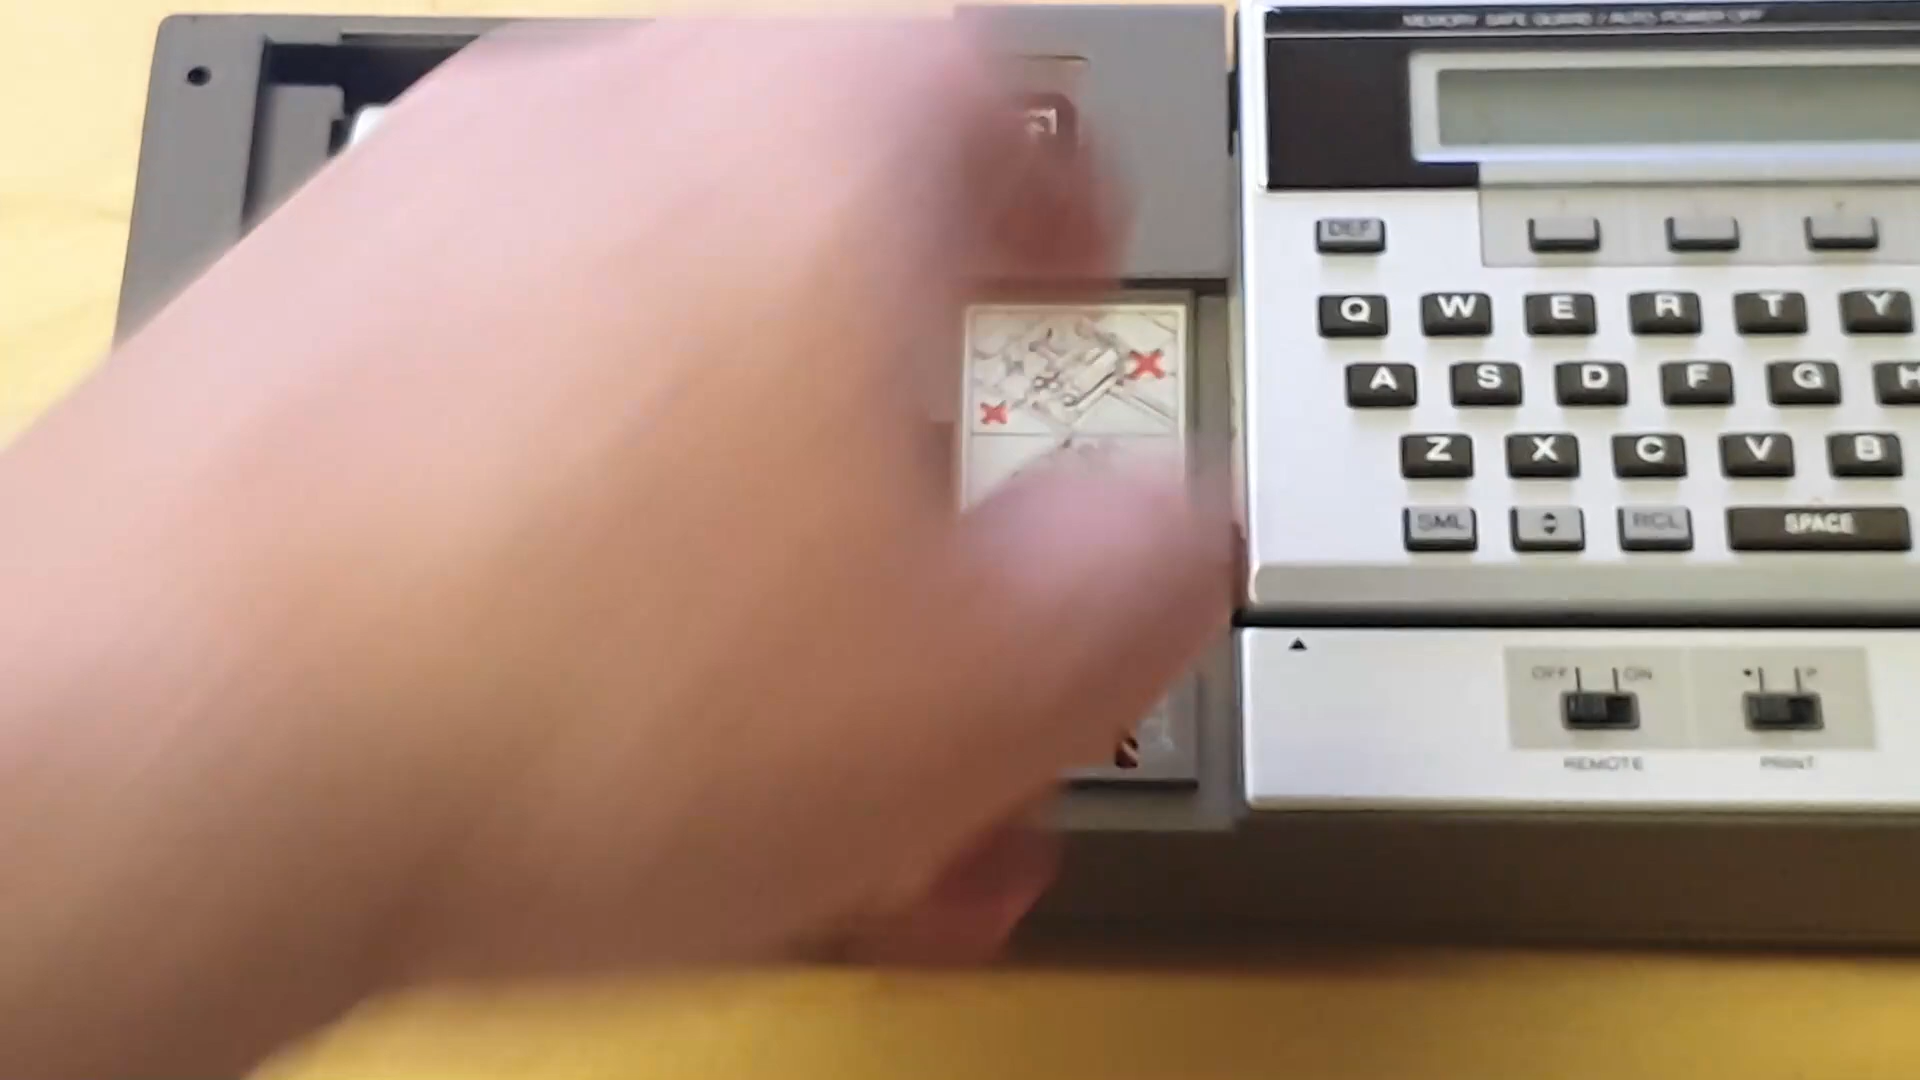 MEMORY SAFE GUARD / AUTO POWER OFF
DEF
Q W E R T Y
A S D F G H
Z X C V B
SML RCL SPACE
OFF ON P
REMOTE PRINT